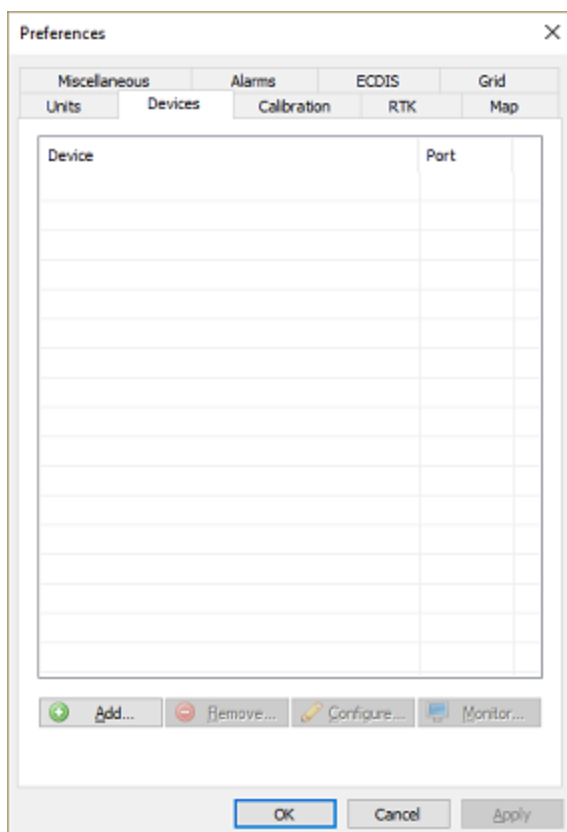 Preferences
Miscellaneous Alarms ECDIS Grid
Units Devices Calibration RTK Map
Device Port
Add... Remove... Configure... Monitor...
OK Cancel Apply